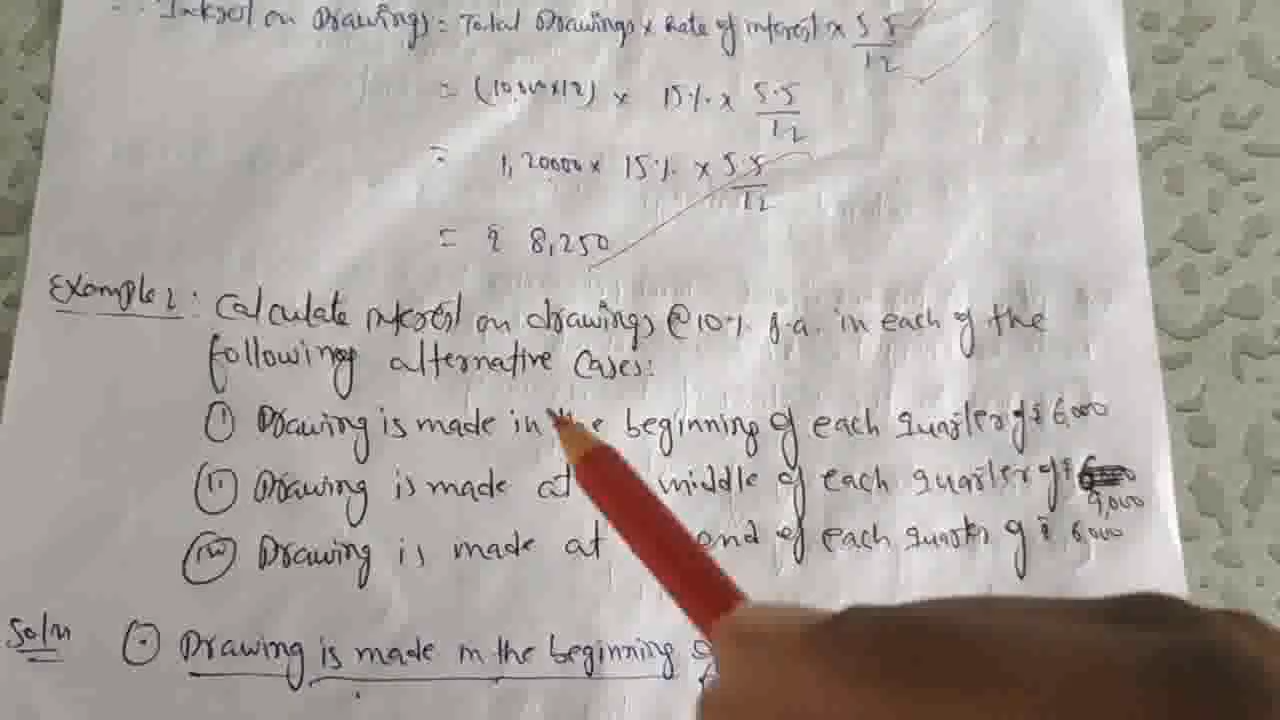 Interest on Drawings = Total Drawings × Rate of interest × 5.5/12
= (10,000×12) × 15% × 5.5/12
= 1,20000 × 15% × 5.5/12
= ₹ 8,250
Example 2: Calculate interest on drawings @ 10% p.a. in each of the
following alternative cases:
(i) Drawing is made in the beginning of each quarter of ₹ 6,000
(ii) Drawing is made at middle of each quarter of ₹ 9,000
(iii) Drawing is made at end of each quarter of ₹ 6,000
Soln (i) Drawing is made in the beginning